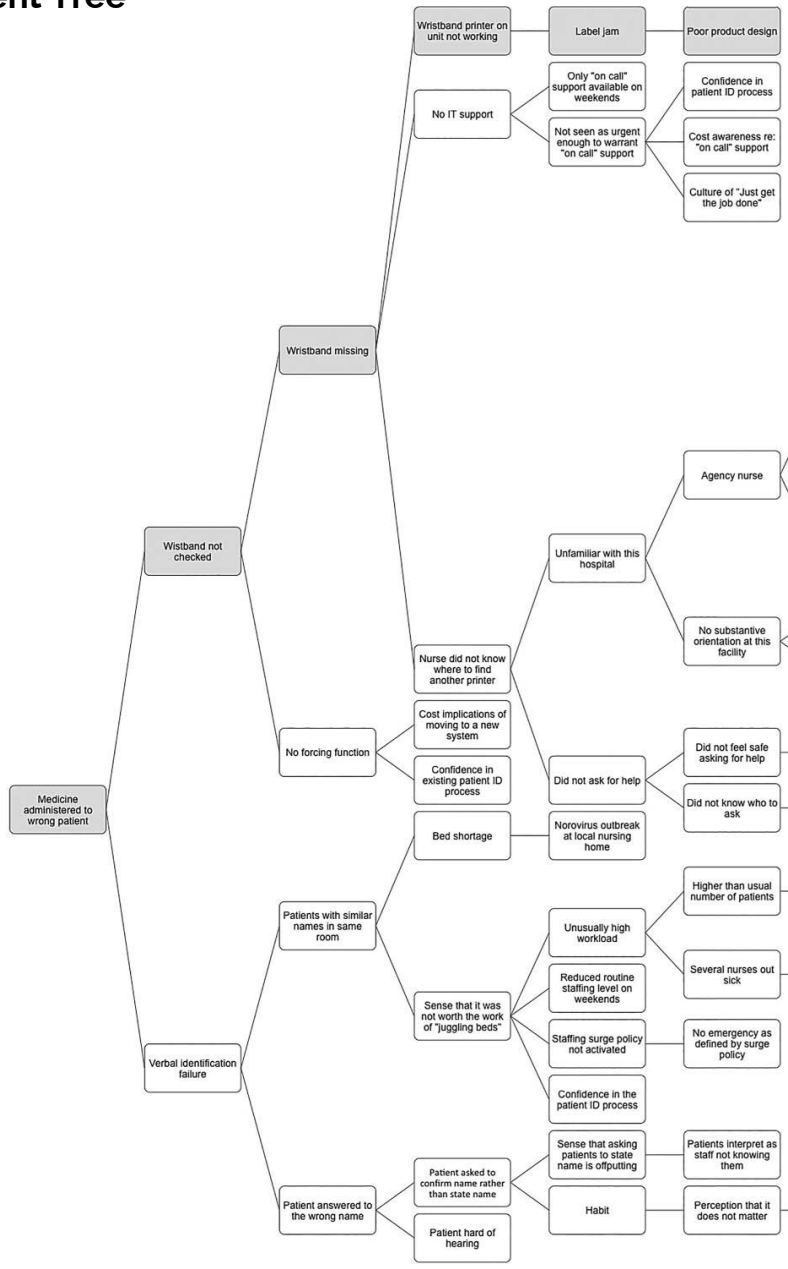 ent Tree
Wristband printer on
unit not working
Label jam
Poor product design
No IT support
Only "on call"
support available on
weekends
Not seen as urgent
enough to warrant
"on call" support
Confidence in
patient ID process
Cost awareness re:
"on call" support
Culture of "Just get
the job done"
Wristband missing
Agency nurse
Wistband not
checked
Unfamiliar with this
hospital
No substantive
orientation at this
facility
Nurse did not know
where to find
another printer
No forcing function
Cost implications of
moving to a new
system
Confidence in
existing patient ID
process
Did not ask for help
Did not feel safe
asking for help
Did not know who to
ask
Medicine
administered to
wrong patient
Bed shortage
Norovirus outbreak
at local nursing
home
Patients with similar
names in same
room
Higher than usual
number of patients
Unusually high
workload
Several nurses out
sick
Sense that it was
not worth the work
of "juggling beds"
Reduced routine
staffing level on
weekends
Staffing surge policy
not activated
No emergency as
defined by surge
policy
Confidence in the
patient ID process
Verbal identification
failure
Patient answered to
the wrong name
Patient asked to
confirm name rather
than state name
Sense that asking
patients to state
name is offputting
Patients interpret as
staff not knowing
them
Habit
Perception that it
does not matter
Patient hard of
hearing